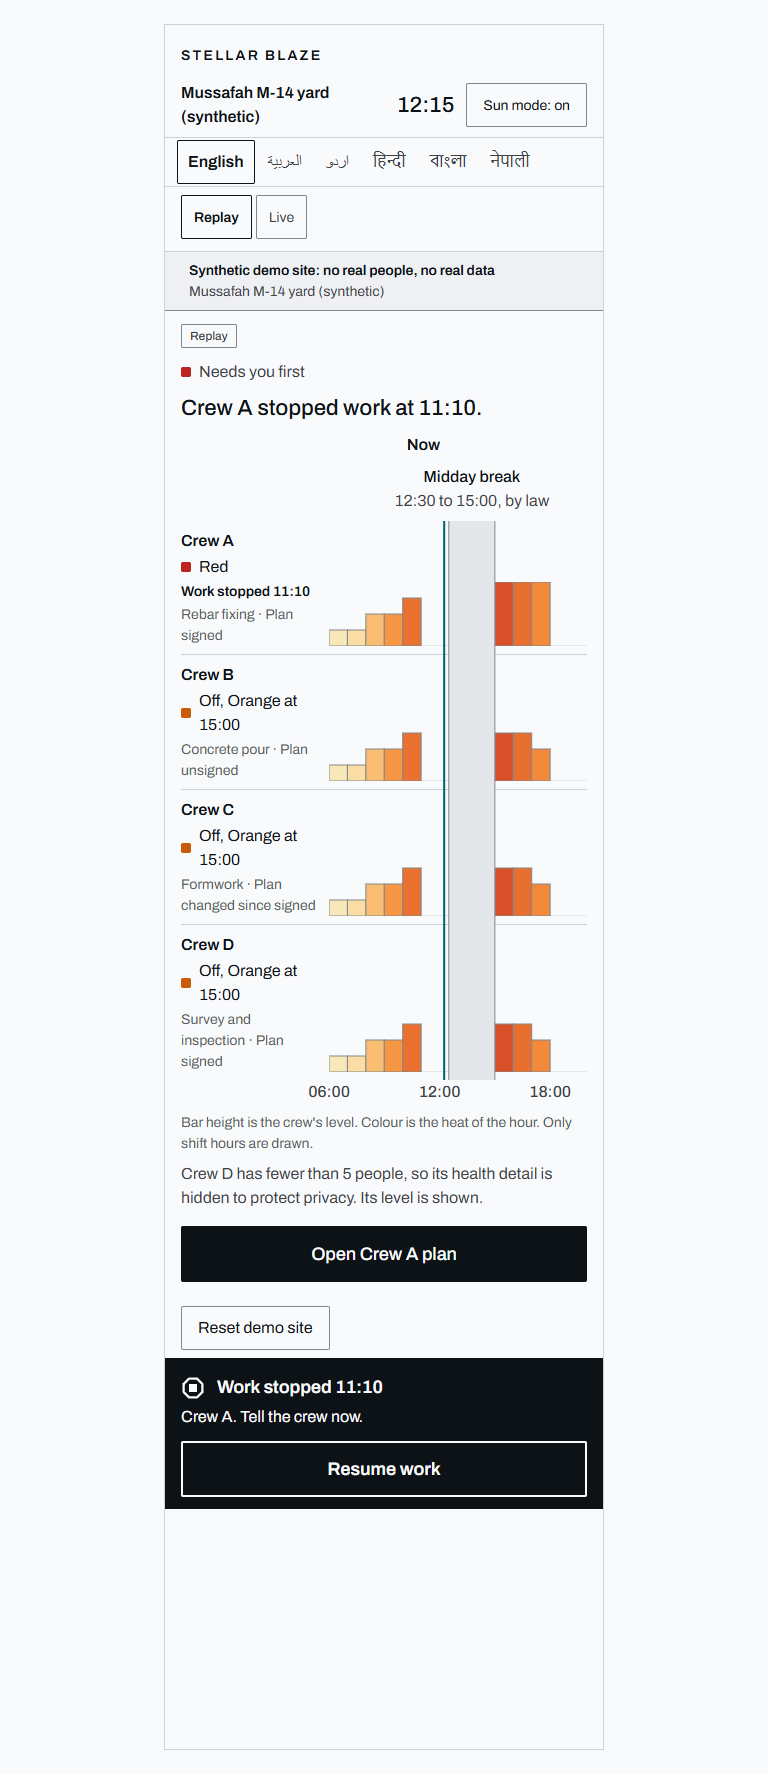 STELLAR BLAZE
Mussafah M-14 yard
(synthetic)
12:15
Sun mode: on
English
العربية
اردو
हिन्दी
বাংলা
नेपाली
Replay
Live
Synthetic demo site: no real people, no real data
Mussafah M-14 yard (synthetic)
Replay
Needs you first
Crew A stopped work at 11:10.
Now
Midday break
12:30 to 15:00, by law
Crew A
Red
Work stopped 11:10
Rebar fixing · Plan
signed
Crew B
Off, Orange at
15:00
Concrete pour · Plan
unsigned
Crew C
Off, Orange at
15:00
Formwork · Plan
changed since signed
Crew D
Off, Orange at
15:00
Survey and
inspection · Plan
signed
06:00
12:00
18:00
Bar height is the crew's level. Colour is the heat of the hour. Only
shift hours are drawn.
Crew D has fewer than 5 people, so its health detail is
hidden to protect privacy. Its level is shown.
Open Crew A plan
Reset demo site
Work stopped 11:10
Crew A. Tell the crew now.
Resume work